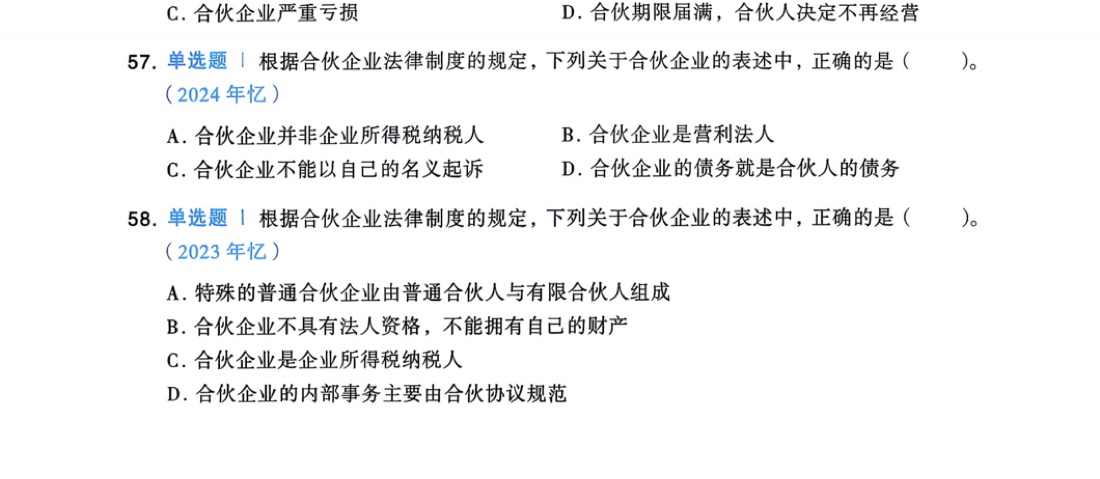 C. 合伙企业严重亏损 D. 合伙期限届满，合伙人决定不再经营
57. 单选题 | 根据合伙企业法律制度的规定，下列关于合伙企业的表述中，正确的是（ ）。
（2024 年忆）
A. 合伙企业并非企业所得税纳税人 B. 合伙企业是营利法人
C. 合伙企业不能以自己的名义起诉 D. 合伙企业的债务就是合伙人的债务
58. 单选题 | 根据合伙企业法律制度的规定，下列关于合伙企业的表述中，正确的是（ ）。
（2023 年忆）
A. 特殊的普通合伙企业由普通合伙人与有限合伙人组成
B. 合伙企业不具有法人资格，不能拥有自己的财产
C. 合伙企业是企业所得税纳税人
D. 合伙企业的内部事务主要由合伙协议规范